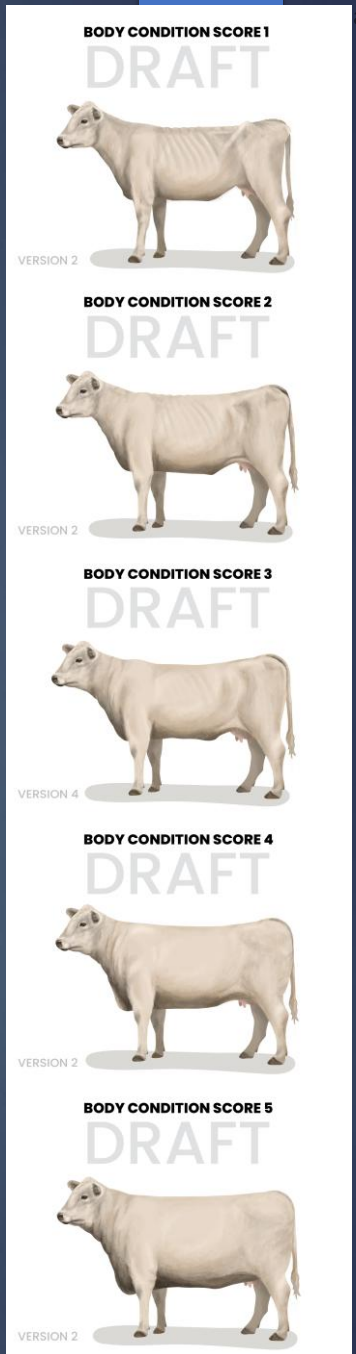 BODY CONDITION SCORE 1
DRAFT
VERSION 2
BODY CONDITION SCORE 2
DRAFT
VERSION 2
BODY CONDITION SCORE 3
DRAFT
VERSION 4
BODY CONDITION SCORE 4
DRAFT
VERSION 2
BODY CONDITION SCORE 5
DRAFT
VERSION 2